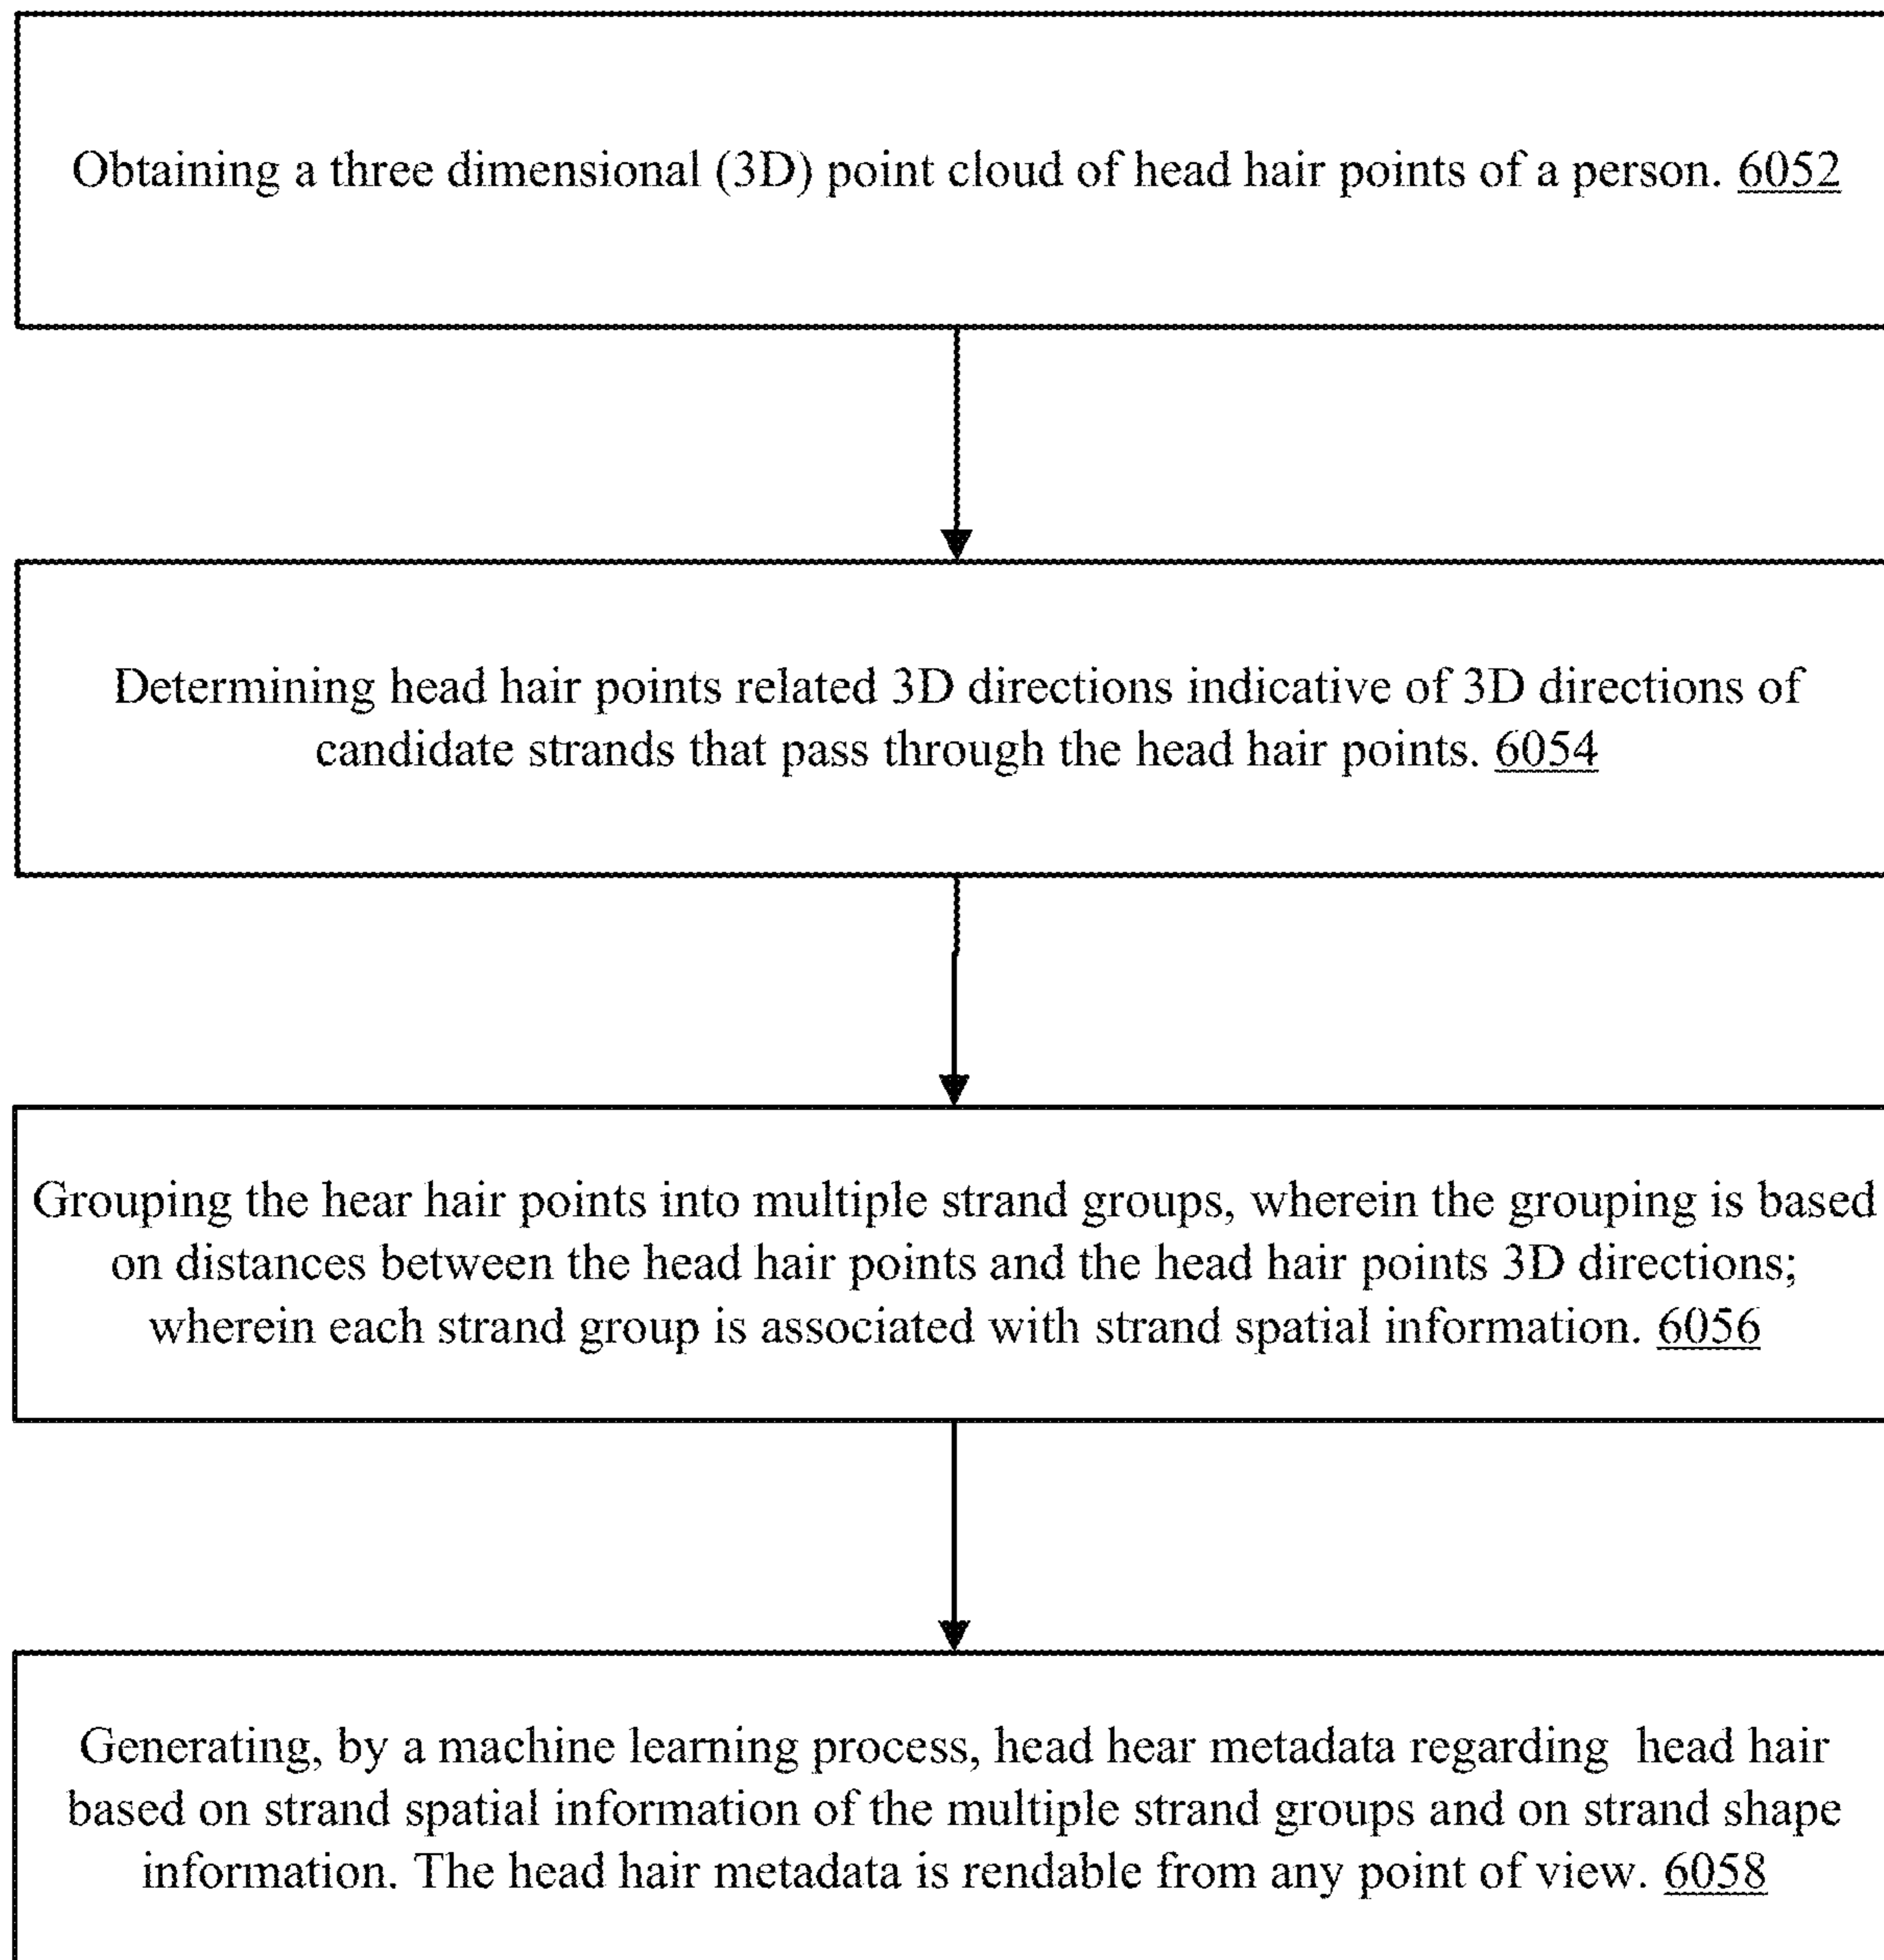 Obtaining a three dimensional (3D) point cloud of head hair points of a person. 6052
Determining head hair points related 3D directions indicative of 3D directions of
candidate strands that pass through the head hair points. 6054
Grouping the hear hair points into multiple strand groups, wherein the grouping is based
on distances between the head hair points and the head hair points 3D directions;
wherein each strand group is associated with strand spatial information. 6056
Generating, by a machine learning process, head hear metadata regarding  head hair
based on strand spatial information of the multiple strand groups and on strand shape
information. The head hair metadata is rendable from any point of view. 6058